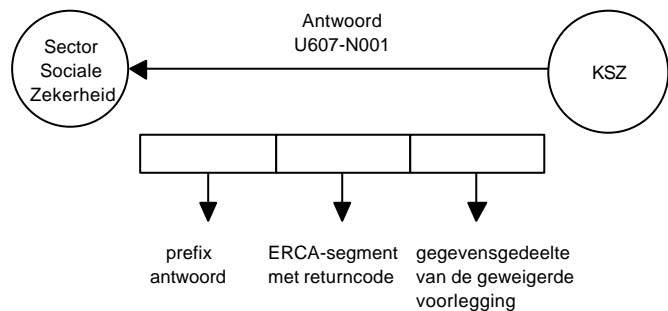 Antwoord
U607-N001
Sector
Sociale
Zekerheid
KSZ
prefix
antwoord
ERCA-segment
met returncode
gegevensgedeelte
van de geweigerde
voorlegging